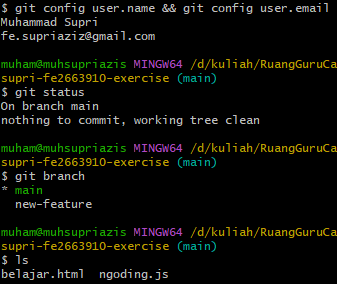 $ git config user.name && git config user.email
Muhammad Supri
fe.supriaziz@gmail.com
muham@muhsupriazis MINGW64 /d/kuliah/RuangGuruCa
supri-fe2663910-exercise (main)
$ git status
On branch main
nothing to commit, working tree clean
muham@muhsupriazis MINGW64 /d/kuliah/RuangGuruCa
supri-fe2663910-exercise (main)
$ git branch
* main
  new-feature
muham@muhsupriazis MINGW64 /d/kuliah/RuangGuruCa
supri-fe2663910-exercise (main)
$ ls
belajar.html  ngoding.js